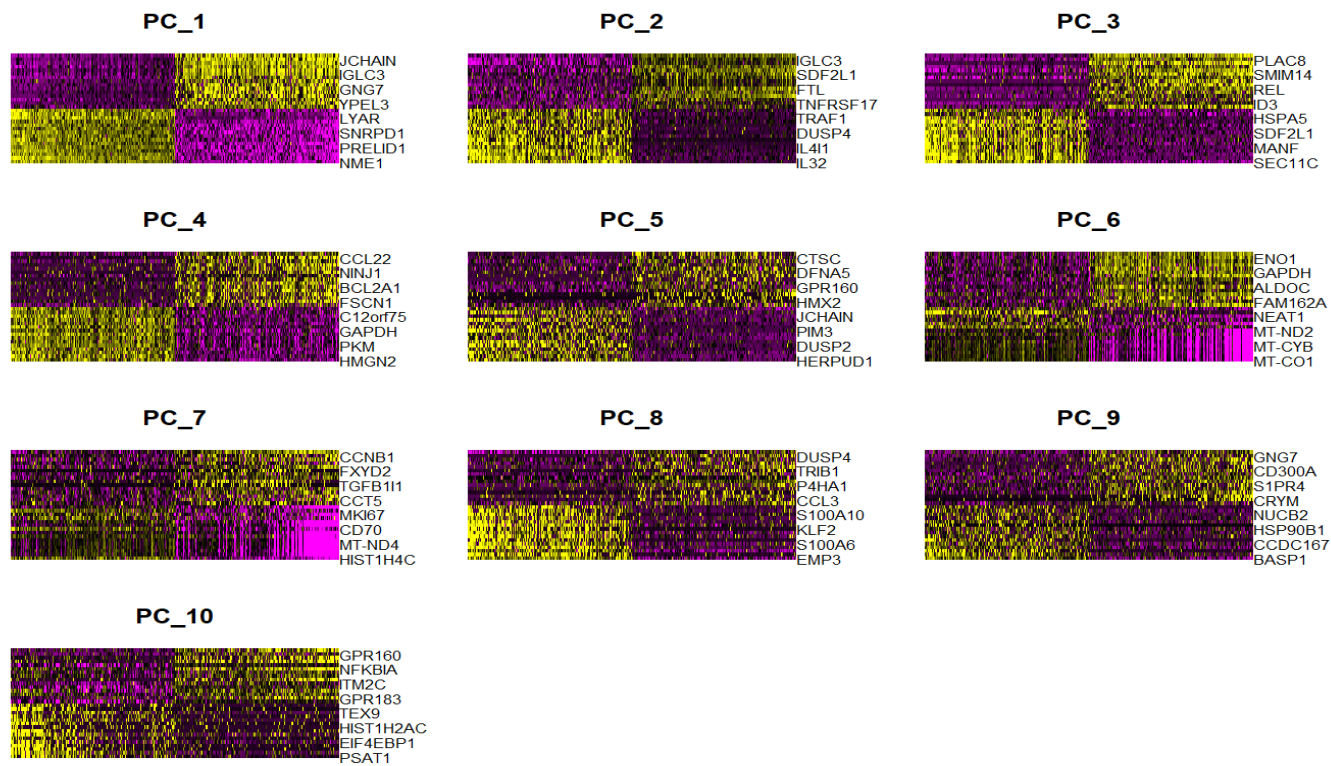 PC_1
JCHAIN
IGLC3
GNG7
YPEL3
LYAR
SNRPD1
PRELID1
NME1
PC_2
IGLC3
SDF2L1
FTL
TNFRSF17
TRAF1
DUSP4
IL4I1
IL32
PC_3
PLAC8
SMIM14
REL
ID3
HSPA5
SDF2L1
MANF
SEC11C
PC_4
CCL22
NINJ1
BCL2A1
FSCN1
C12orf75
GAPDH
PKM
HMGN2
PC_5
CTSC
DFNA5
GPR160
HMX2
JCHAIN
PIM3
DUSP2
HERPUD1
PC_6
ENO1
GAPDH
ALDOC
FAM162A
NEAT1
MT-ND2
MT-CYB
MT-CO1
PC_7
CCNB1
FXYD2
TGFB1I1
CCT5
MKI67
CD70
MT-ND4
HIST1H4C
PC_8
DUSP4
TRIB1
P4HA1
CCL3
S100A10
KLF2
S100A6
EMP3
PC_9
GNG7
CD300A
S1PR4
CRYM
NUCB2
HSP90B1
CCDC167
BASP1
PC_10
GPR160
NFKBIA
ITM2C
GPR183
TEX9
HIST1H2AC
EIF4EBP1
PSAT1